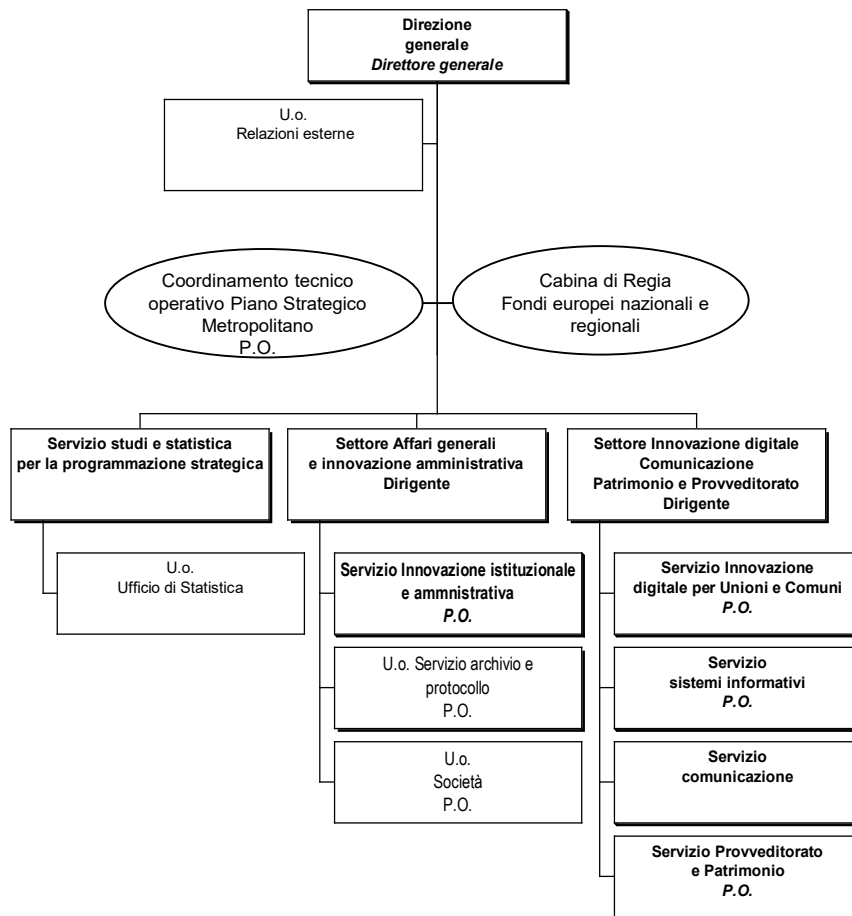 Direzione
generale
Direttore generale
U.o.
Relazioni esterne
Coordinamento tecnico
operativo Piano Strategico
Metropolitano
P.O.
Cabina di Regia
Fondi europei nazionali e
regionali
Servizio studi e statistica
per la programmazione strategica
U.o.
Ufficio di Statistica
Settore Affari generali
e innovazione amministrativa
Dirigente
Servizio Innovazione istituzionale
e ammnistrativa
P.O.
U.o. Servizio archivio e
protocollo
P.O.
U.o.
Società
P.O.
Settore Innovazione digitale
Comunicazione
Patrimonio e Provveditorato
Dirigente
Servizio Innovazione
digitale per Unioni e Comuni
P.O.
Servizio
sistemi informativi
P.O.
Servizio
comunicazione
Servizio Provveditorato
e Patrimonio
P.O.